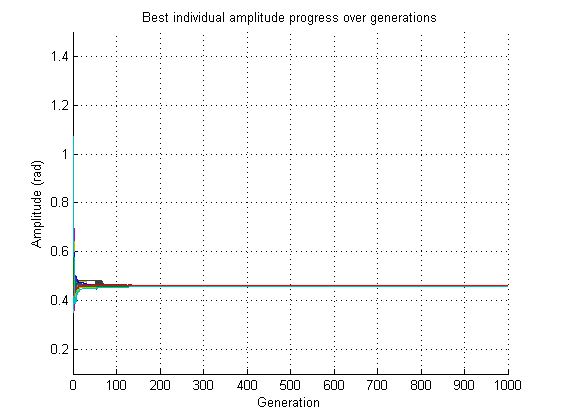 Best individual amplitude progress over generations
1.4
1.2
1
0.8
0.6
0.4
0.2
Amplitude (rad)
0 100 200 300 400 500 600 700 800 900 1000
Generation